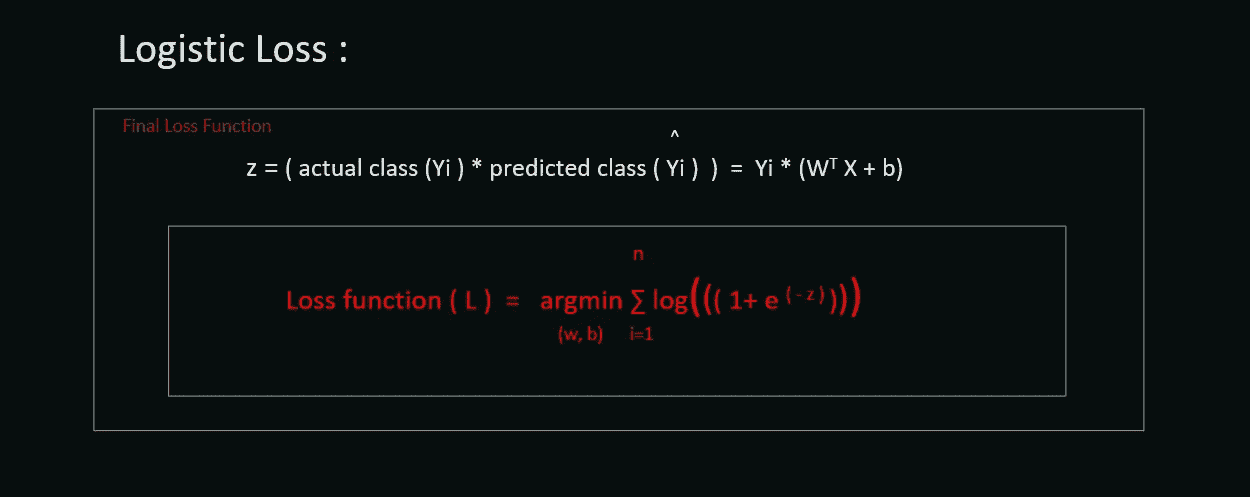 Logistic Loss :
Final Loss Function
^
z = ( actual class (Yi ) * predicted class ( Yi ) ) = Yi * (Wᵀ X + b)
n
Loss function ( L ) = argmin ∑ log((( 1+ e ( - z ) ))))
(w, b) i=1